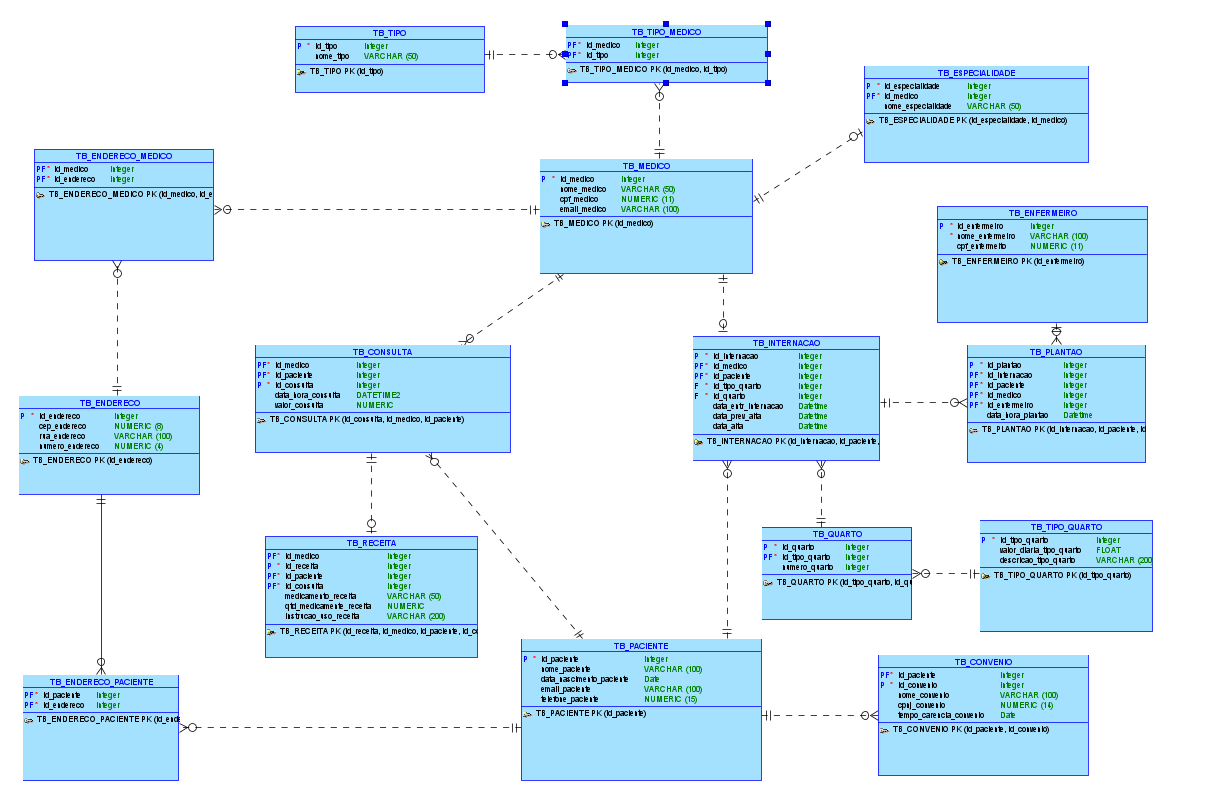 TB_TIPO
P * id_tipo Integer
nome_tipo VARCHAR (50)
TB_TIPO PK (id_tipo)
TB_TIPO_MEDICO
PF* id_medico Integer
PF* id_tipo Integer
TB_TIPO_MEDICO PK (id_medico, id_tipo)
TB_ESPECIALIDADE
P * id_especialidade Integer
PF* id_medico Integer
nome_especialidade VARCHAR (50)
TB_ESPECIALIDADE PK (id_especialidade, id_medico)
TB_ENDERECO_MEDICO
PF* id_medico Integer
PF* id_endereco Integer
TB_ENDERECO_MEDICO PK (id_medico, id_e
TB_MEDICO
P * id_medico Integer
nome_medico VARCHAR (50)
cpf_medico NUMERIC (11)
email_medico VARCHAR (100)
TB_MEDICO PK (id_medico)
TB_ENFERMEIRO
P * id_enfermeiro Integer
* nome_enfermeiro VARCHAR (100)
cpf_enfermeito NUMERIC (11)
TB_ENFERMEIRO PK (id_enfermeiro)
TB_CONSULTA
PF* id_medico Integer
PF* id_paciente Integer
P * id_consulta Integer
data_hora_consulta DATETIME2
valor_consulta NUMERIC
TB_CONSULTA PK (id_consulta, id_medico, id_paciente)
TB_INTERNACAO
P * id_internacao Integer
PF* id_medico Integer
PF* id_paciente Integer
F * id_tipo_quarto Integer
F * id_quarto Integer
data_entr_internacao Datetime
data_prev_alta Datetime
data_alta Datetime
TB_INTERNACAO PK (id_internacao, id_paciente,
TB_PLANTAO
P * id_plantao Integer
PF* id_internacao Integer
PF* id_paciente Integer
PF* id_medico Integer
PF* id_enfermeiro Integer
data_hora_plantao Datetime
TB_PLANTAO PK (id_internacao, id_paciente, id
TB_ENDERECO
P * id_endereco Integer
cep_endereco NUMERIC (8)
rua_endereco VARCHAR (100)
numero_endereco NUMERIC (4)
TB_ENDERECO PK (id_endereco)
TB_RECEITA
PF* id_medico Integer
P * id_receita Integer
PF* id_paciente Integer
PF* id_consulta Integer
medicamento_receita VARCHAR (50)
qtd_medicamente_receita NUMERIC
instrucao_uso_receita VARCHAR (200)
TB_RECEITA PK (id_receita, id_medico, id_paciente, id_co
TB_QUARTO
P * id_quarto Integer
PF* id_tipo_quarto Integer
numero_quarto Integer
TB_QUARTO PK (id_tipo_quarto, id_qu
TB_TIPO_QUARTO
P * id_tipo_quarto Integer
valor_diaria_tipo_quarto FLOAT
descricao_tipo_quarto VARCHAR (200
TB_TIPO_QUARTO PK (id_tipo_quarto)
TB_PACIENTE
P * id_paciente Integer
nome_paciente VARCHAR (100)
data_nascimento_paciente Date
email_paciente VARCHAR (100)
telefone_paciente NUMERIC (15)
TB_PACIENTE PK (id_paciente)
TB_CONVENIO
PF* id_paciente Integer
P * id_convenio Integer
nome_convenio VARCHAR (100)
cpnj_convenio NUMERIC (14)
tempo_carencia_convenio Date
TB_CONVENIO PK (id_paciente, id_convenio)
TB_ENDERECO_PACIENTE
PF* id_paciente Integer
PF* id_endereco Integer
TB_ENDERECO_PACIENTE PK (id_ende